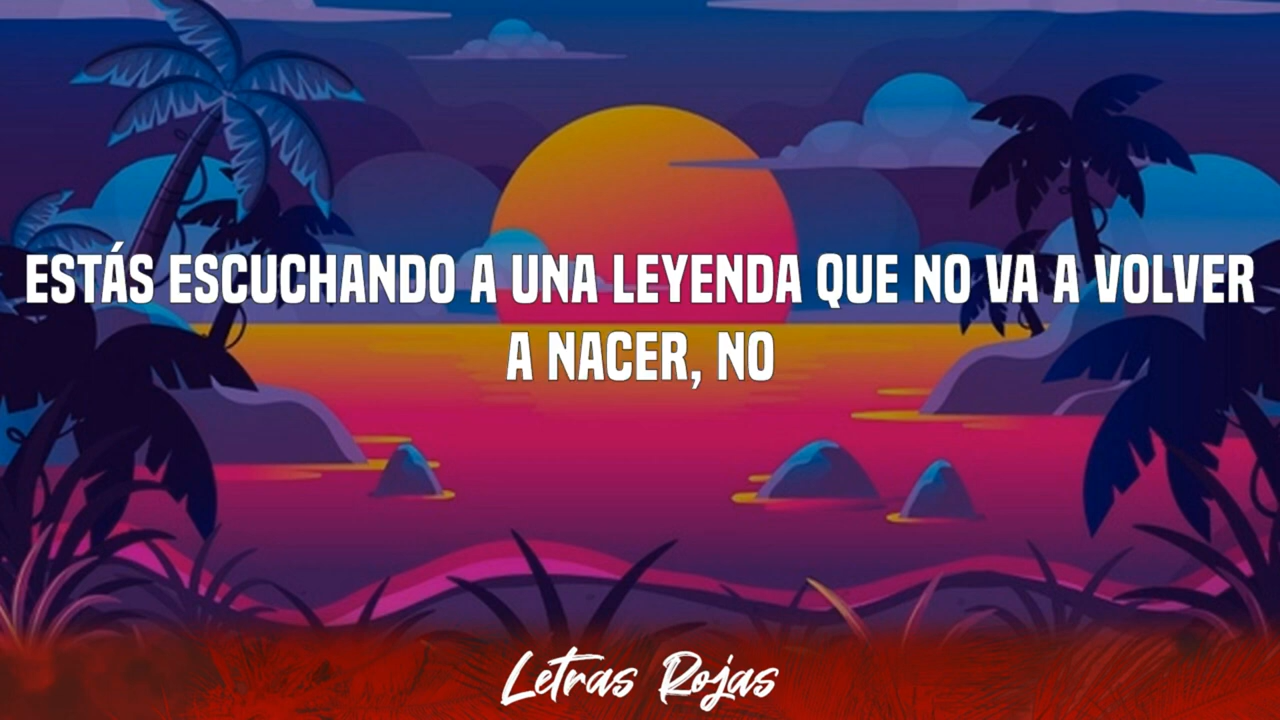 ESTÁS ESCUCHANDO A UNA LEYENDA QUE NO VA A VOLVER
A NACER, NO
Letras Rojas